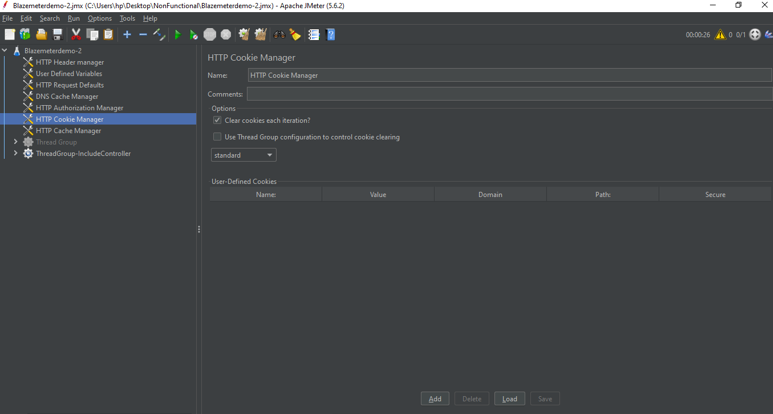 Blazemeterdemo-2.jmx (C:\Users\hp\Desktop\NonFunctional\Blazemeterdemo-2.jmx) - Apache JMeter (5.6.2)
File Edit Search Run Options Tools Help
00:00:26 0 0/1
Blazemeterdemo-2
HTTP Header manager
User Defined Variables
HTTP Request Defaults
DNS Cache Manager
HTTP Authorization Manager
HTTP Cookie Manager
HTTP Cache Manager
Thread Group
ThreadGroup-IncludeController
HTTP Cookie Manager
Name: HTTP Cookie Manager
Comments:
Options
Clear cookies each iteration?
Use Thread Group configuration to control cookie clearing
standard
User-Defined Cookies
Name: Value Domain Path: Secure
Add Delete Load Save